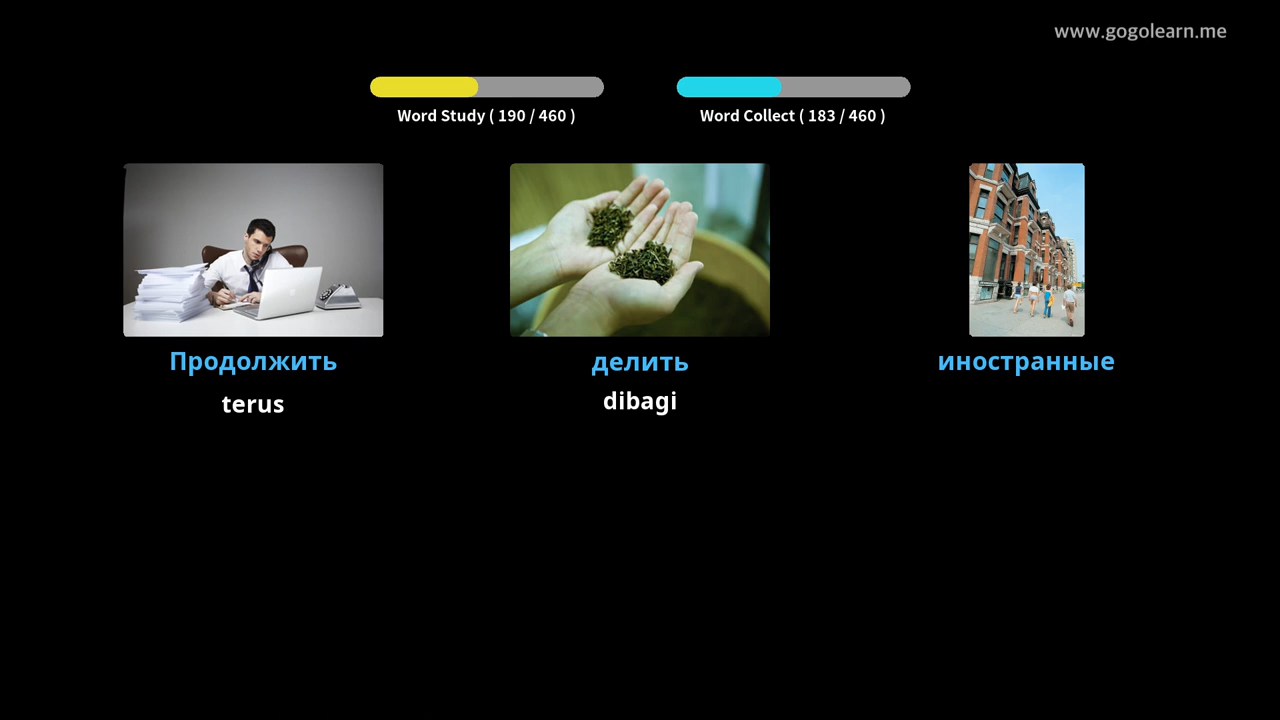 www.gogolearn.me
Word Study ( 190 / 460 )
Word Collect ( 183 / 460 )
Продолжить
делить
иностранные
terus
dibagi